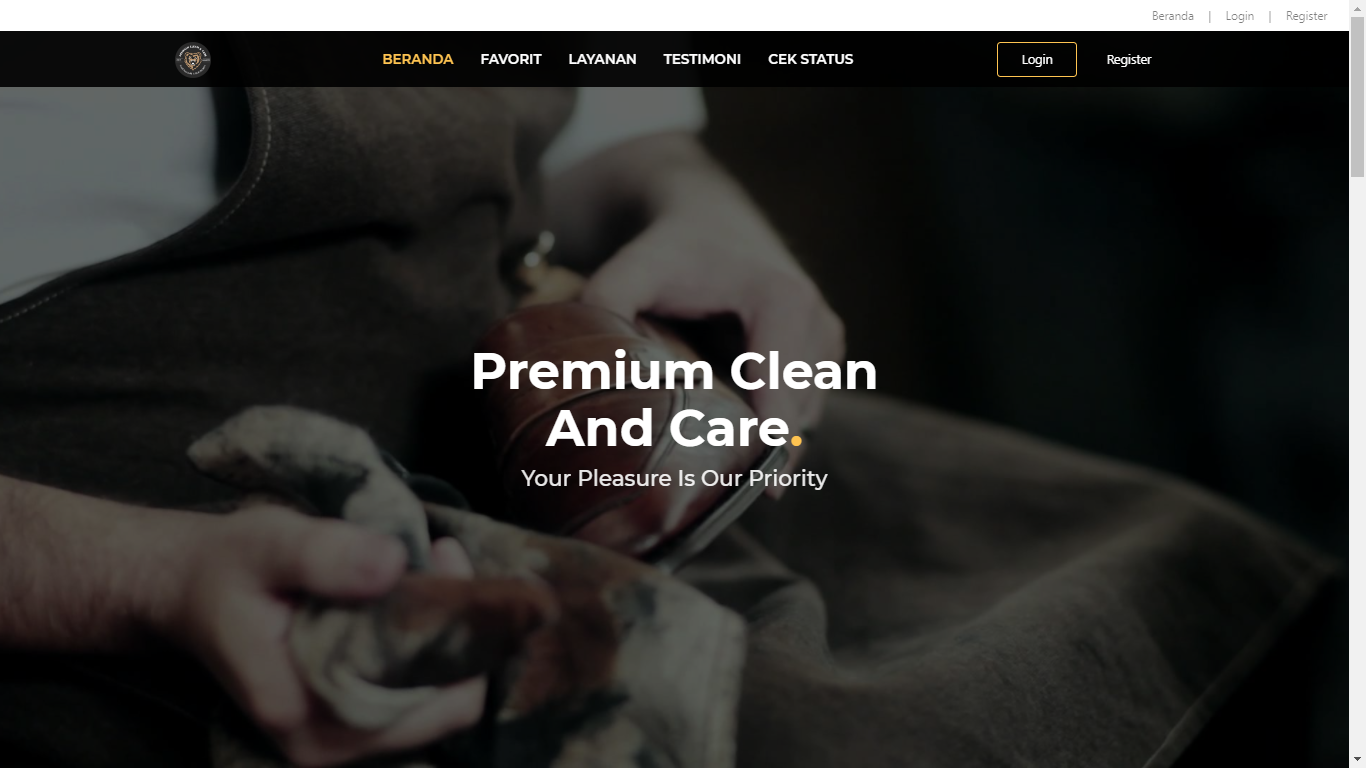 Beranda | Login | Register
BERANDA FAVORIT LAYANAN TESTIMONI CEK STATUS Login Register
Premium Clean
And Care.
Your Pleasure Is Our Priority